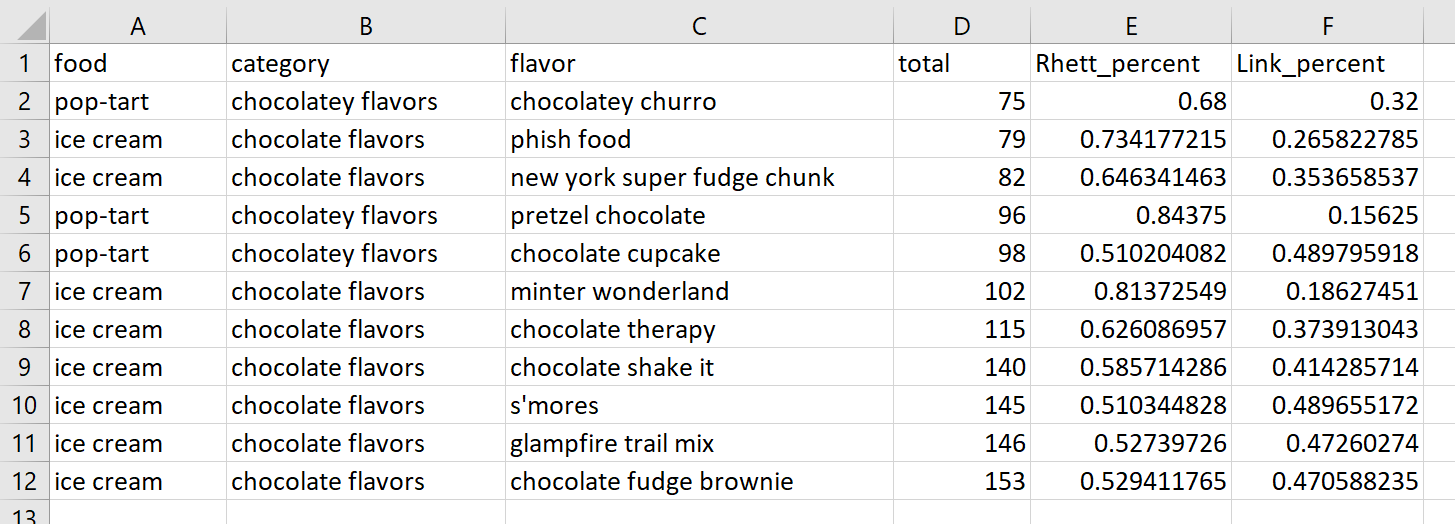 A B C D E F
1 food category flavor total Rhett_percent Link_percent
2 pop-tart chocolatey flavors chocolatey churro 75 0.68 0.32
3 ice cream chocolate flavors phish food 79 0.734177215 0.265822785
4 ice cream chocolate flavors new york super fudge chunk 82 0.646341463 0.353658537
5 pop-tart chocolatey flavors pretzel chocolate 96 0.84375 0.15625
6 pop-tart chocolatey flavors chocolate cupcake 98 0.510204082 0.489795918
7 ice cream chocolate flavors minter wonderland 102 0.81372549 0.18627451
8 ice cream chocolate flavors chocolate therapy 115 0.626086957 0.373913043
9 ice cream chocolate flavors chocolate shake it 140 0.585714286 0.414285714
10 ice cream chocolate flavors s'mores 145 0.510344828 0.489655172
11 ice cream chocolate flavors glampfire trail mix 146 0.52739726 0.47260274
12 ice cream chocolate flavors chocolate fudge brownie 153 0.529411765 0.470588235
13